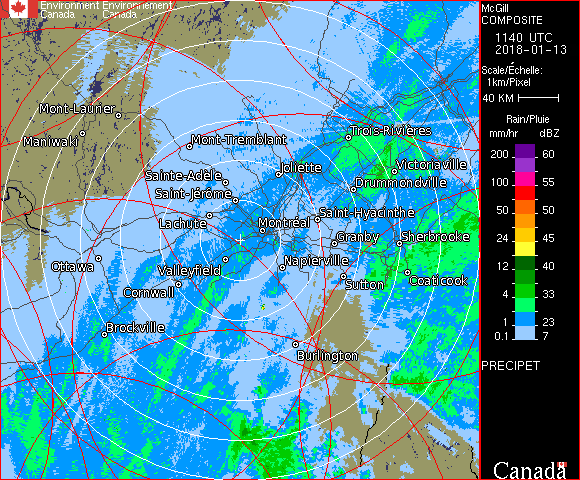 Environment Environnement
Canada Canada
McGill
COMPOSITE
1140 UTC
2018-01-13
Scale/Échelle:
1km/Pixel
40 KM
Rain/Pluie
mm/hr dBZ
200 60
100 55
50 50
24 45
12 40
4 33
1 23
0.1 7
PRECIPET
Canada
Mont-Laurier
Maniwaki
Mont-Tremblant
Trois-Rivières
Joliette
Victoriaville
Sainte-Adèle
Drummondville
Saint-Jérôme
Lachute
Saint-Hyacinthe
Montréal
Granby
Sherbrooke
Ottawa
Valleyfield
Napierville
Coaticook
Sutton
Cornwall
Brockville
Burlington